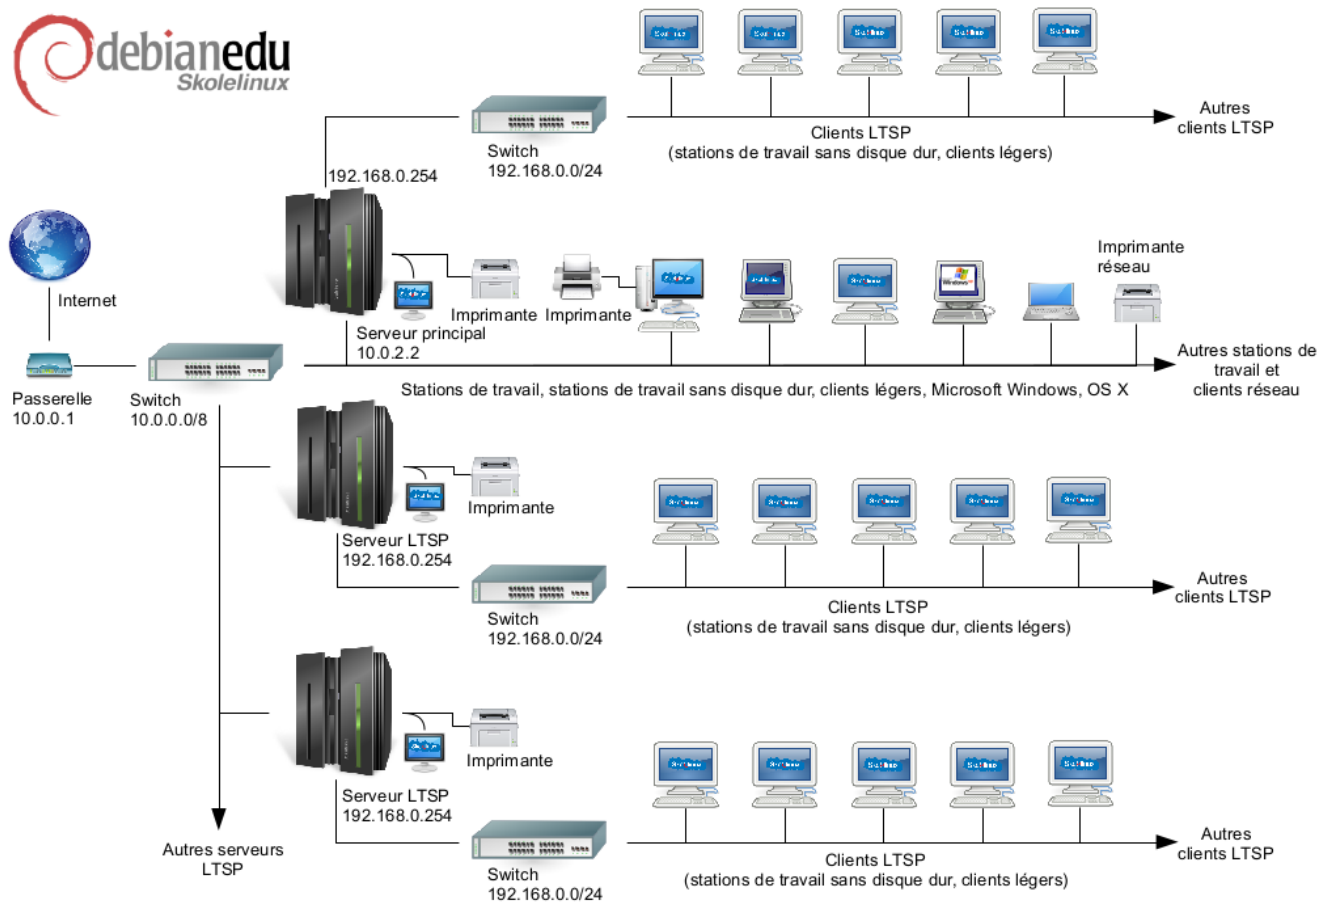 debianedu
Skolelinux
Autres
clients LTSP
Clients LTSP
(stations de travail sans disque dur, clients légers)
Switch
192.168.0.0/24
192.168.0.254
Internet
Imprimante
Imprimante
Imprimante
réseau
Serveur principal
10.0.2.2
Passerelle
10.0.0.1
Switch
10.0.0.0/8
Autres stations de
travail et
clients réseau
Stations de travail, stations de travail sans disque dur, clients légers, Microsoft Windows, OS X
Imprimante
Serveur LTSP
192.168.0.254
Switch
192.168.0.0/24
Clients LTSP
(stations de travail sans disque dur, clients légers)
Autres
clients LTSP
Imprimante
Serveur LTSP
192.168.0.254
Autres serveurs
LTSP
Switch
192.168.0.0/24
Clients LTSP
(stations de travail sans disque dur, clients légers)
Autres
clients LTSP